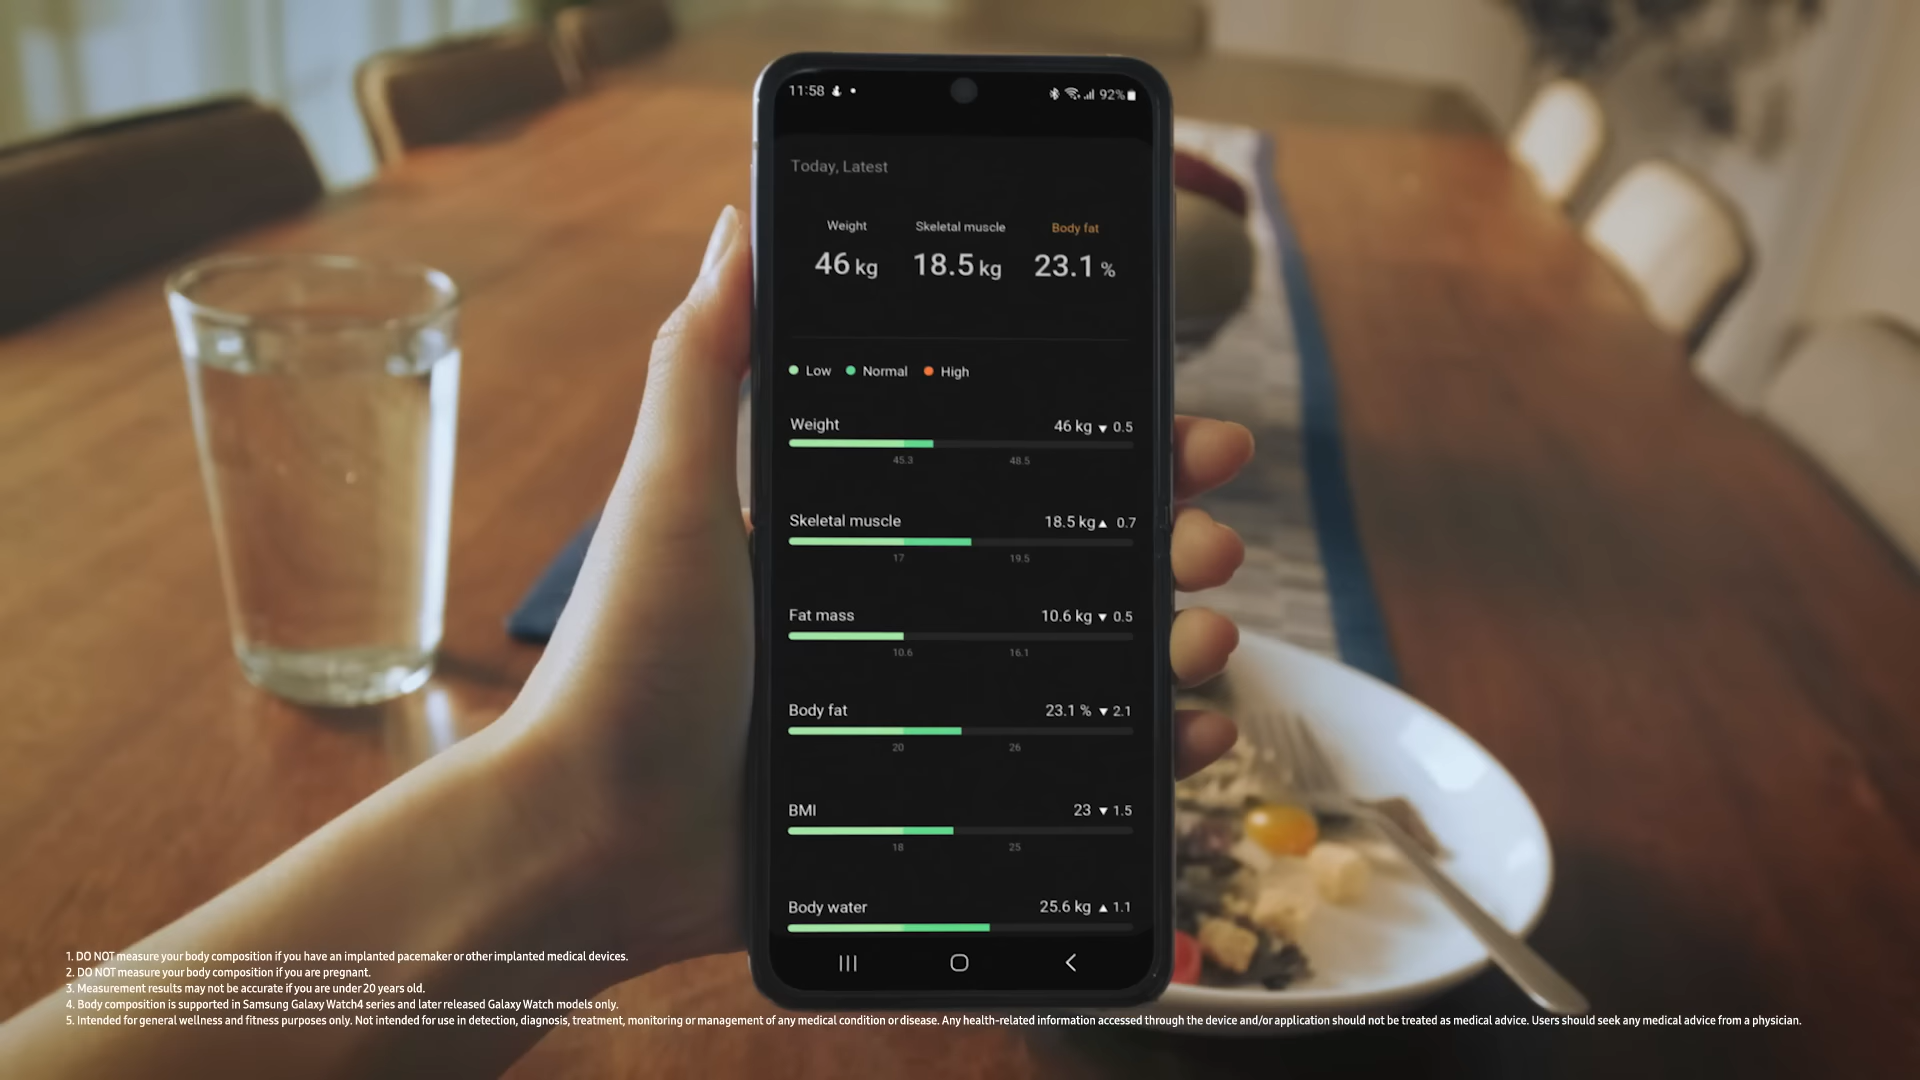 11:58
92%
Today, Latest
Weight Skeletal muscle Body fat
46 kg 18.5 kg 23.1 %
Low Normal High
Weight 46 kg ▼ 0.5
45.3 48.5
Skeletal muscle 18.5 kg ▲ 0.7
17 19.5
Fat mass 10.6 kg ▼ 0.5
10.6 16.1
Body fat 23.1 % ▼ 2.1
20 26
BMI 23 ▼ 1.5
18 25
Body water 25.6 kg ▲ 1.1
1. DO NOT measure your body composition if you have an implanted pacemaker or other implanted medical devices.
2. DO NOT measure your body composition if you are pregnant.
3. Measurement results may not be accurate if you are under 20 years old.
4. Body composition is supported in Samsung Galaxy Watch4 series and later released Galaxy Watch models only.
5. Intended for general wellness and fitness purposes only. Not intended for use in detection, diagnosis, treatment, monitoring or management of any medical condition or disease. Any health-related information accessed through the device and/or application should not be treated as medical advice. Users should seek any medical advice from a physician.